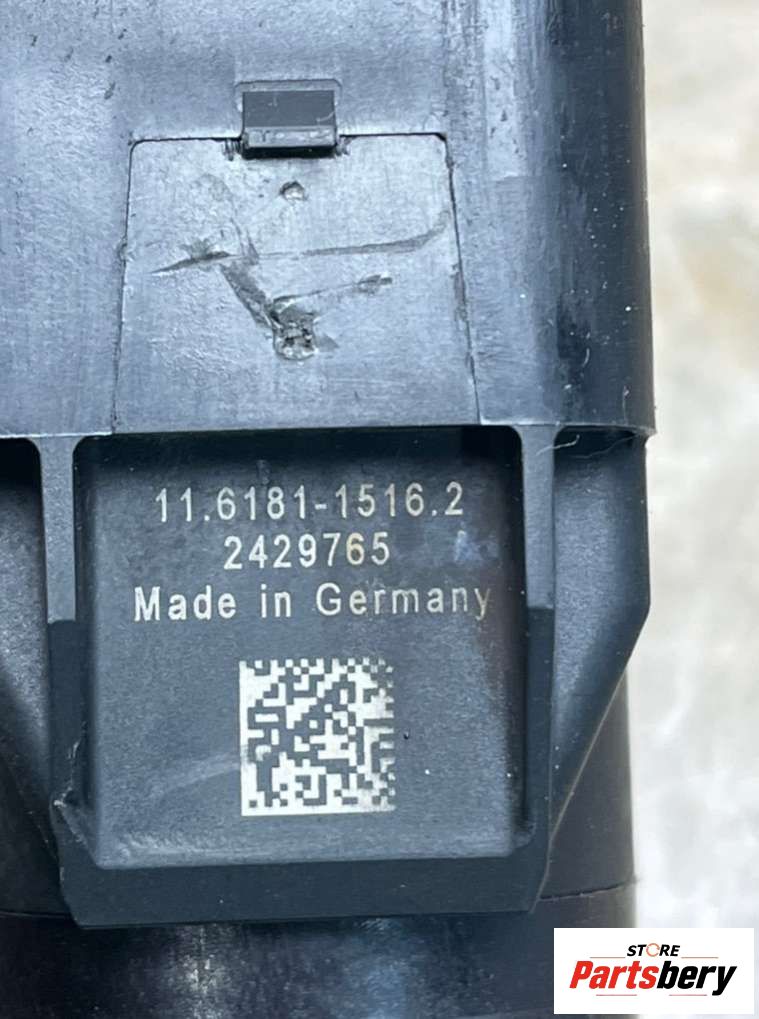 11.6181-1516.2
2429765
Made in Germany
STORE
Partsbery